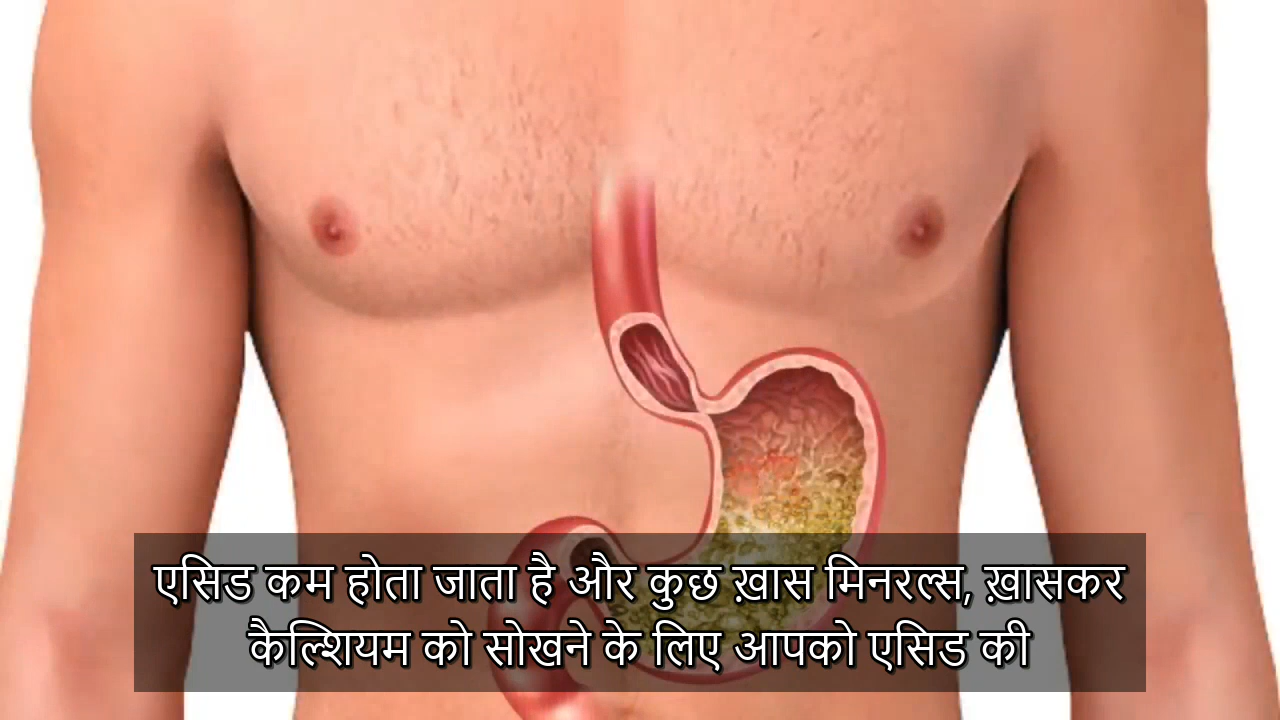 एसिड कम होता जाता है और कुछ ख़ास मिनरल्स, ख़ासकर
कैल्शियम को सोखने के लिए आपको एसिड की